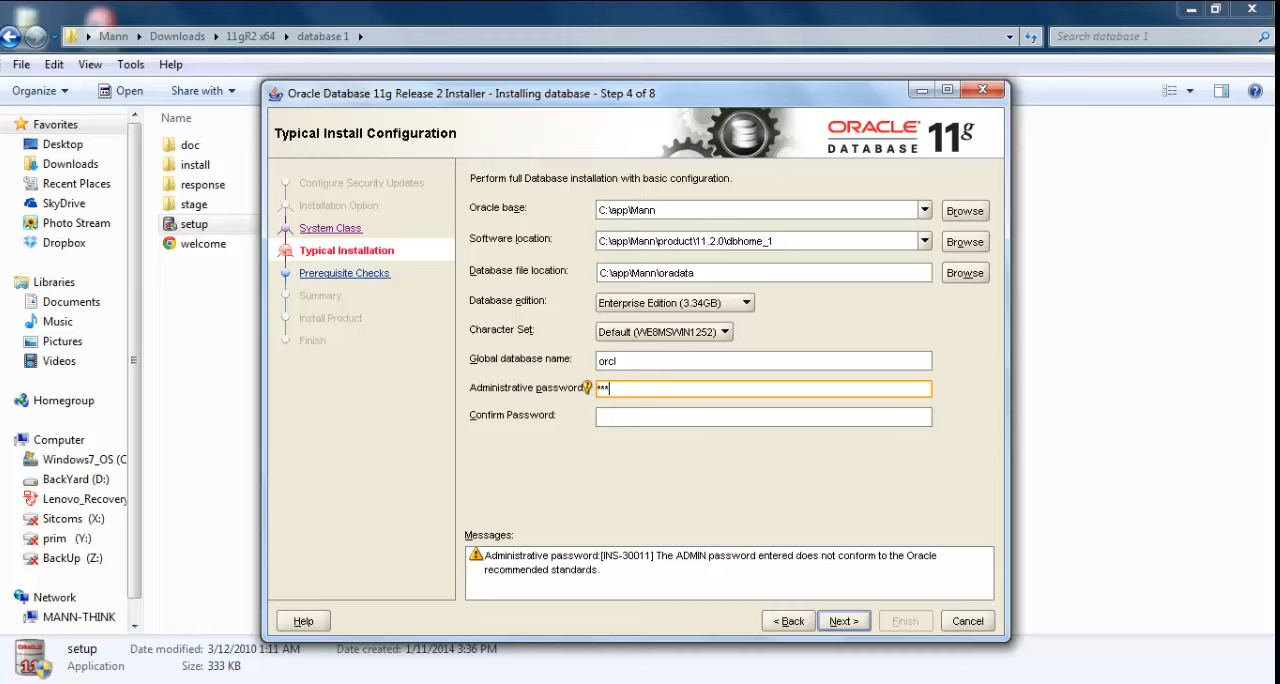 Mann Downloads 11gR2 x64 database 1
Search database 1
File Edit View Tools Help
Organize Open Share with
Favorites
Desktop
Downloads
Recent Places
SkyDrive
Photo Stream
Dropbox
Libraries
Documents
Music
Pictures
Videos
Homegroup
Computer
Windows7_OS (C
BackYard (D:)
Lenovo_Recovery
Sitcoms (X:)
prim (Y:)
BackUp (Z:)
Network
MANN-THINK
Name
doc
install
response
stage
setup
welcome
Oracle Database 11g Release 2 Installer - Installing database - Step 4 of 8
Typical Install Configuration
ORACLE
DATABASE 11g
Configure Security Updates
Installation Option
System Class
Typical Installation
Prerequisite Checks
Summary
Install Product
Finish
Perform full Database installation with basic configuration.
Oracle base: C:\app\Mann Browse
Software location: C:\app\Mann\product\11.2.0\dbhome_1 Browse
Database file location: C:\app\Mann\oradata Browse
Database edition: Enterprise Edition (3.34GB)
Character Set: Default (WE8MSWIN1252)
Global database name: orcl
Administrative password: ***
Confirm Password:
Messages:
Administrative password:[INS-30011] The ADMIN password entered does not conform to the Oracle
recommended standards.
Help < Back Next > Finish Cancel
setup Date modified: 3/12/2010 1:11 AM Date created: 1/11/2014 3:36 PM
Application Size: 333 KB